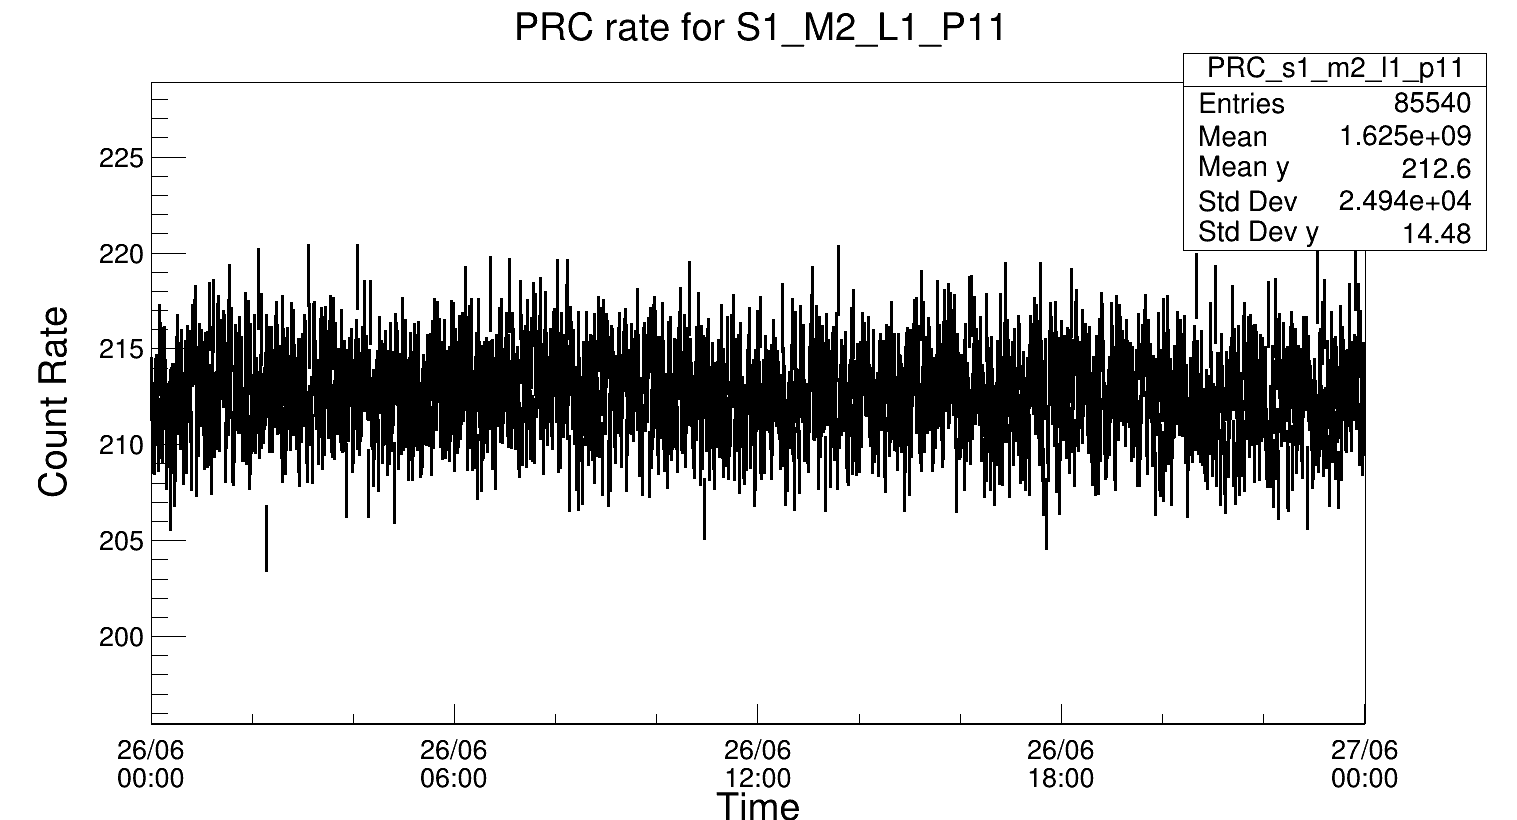 PRC rate for S1_M2_L1_P11
PRC_s1_m2_l1_p11
Entries 85540
Mean 1.625e+09
Mean y 212.6
Std Dev 2.494e+04
Std Dev y 14.48
225
220
215
210
205
200
Count Rate
26/06 26/06 26/06 26/06 27/06
00:00 06:00 12:00 18:00 00:00
Time